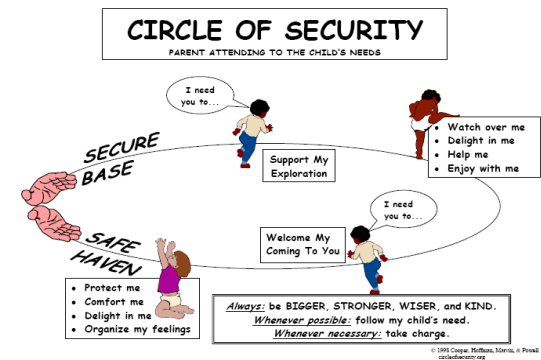 CIRCLE OF SECURITY
PARENT ATTENDING TO THE CHILD'S NEEDS
I need
you to...
SECURE
BASE
Support My
Exploration
• Watch over me
• Delight in me
• Help me
• Enjoy with me
I need
you to...
Welcome My
Coming To You
SAFE
HAVEN
• Protect me
• Comfort me
• Delight in me
• Organize my feelings
Always: be BIGGER, STRONGER, WISER, and KIND.
Whenever possible: follow my child's need.
Whenever necessary: take charge.
© 1998 Cooper, Hoffman, Marvin, & Powell
circleofsecurity.org